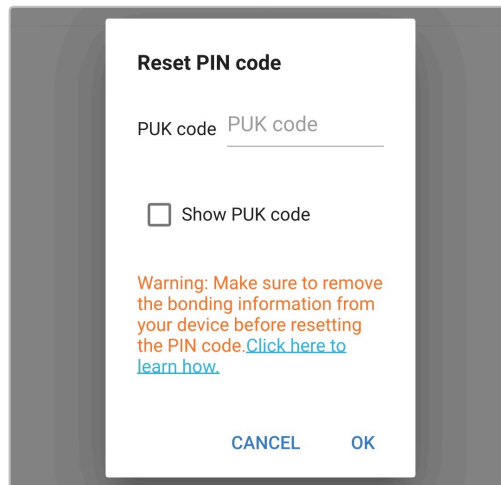 Reset PIN code
PUK code PUK code
Show PUK code
Warning: Make sure to remove
the bonding information from
your device before resetting
the PIN code.Click here to
learn how.
CANCEL OK